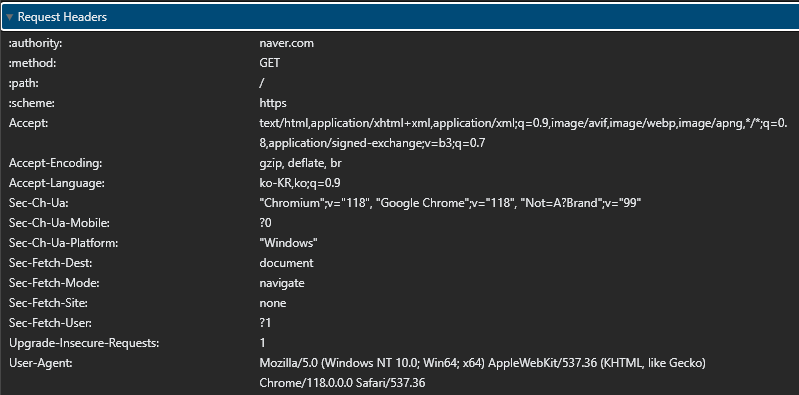 Request Headers
:authority: naver.com
:method: GET
:path: /
:scheme: https
Accept: text/html,application/xhtml+xml,application/xml;q=0.9,image/avif,image/webp,image/apng,*/*;q=0.
8,application/signed-exchange;v=b3;q=0.7
Accept-Encoding: gzip, deflate, br
Accept-Language: ko-KR,ko;q=0.9
Sec-Ch-Ua: "Chromium";v="118", "Google Chrome";v="118", "Not=A?Brand";v="99"
Sec-Ch-Ua-Mobile: ?0
Sec-Ch-Ua-Platform: "Windows"
Sec-Fetch-Dest: document
Sec-Fetch-Mode: navigate
Sec-Fetch-Site: none
Sec-Fetch-User: ?1
Upgrade-Insecure-Requests: 1
User-Agent: Mozilla/5.0 (Windows NT 10.0; Win64; x64) AppleWebKit/537.36 (KHTML, like Gecko)
Chrome/118.0.0.0 Safari/537.36